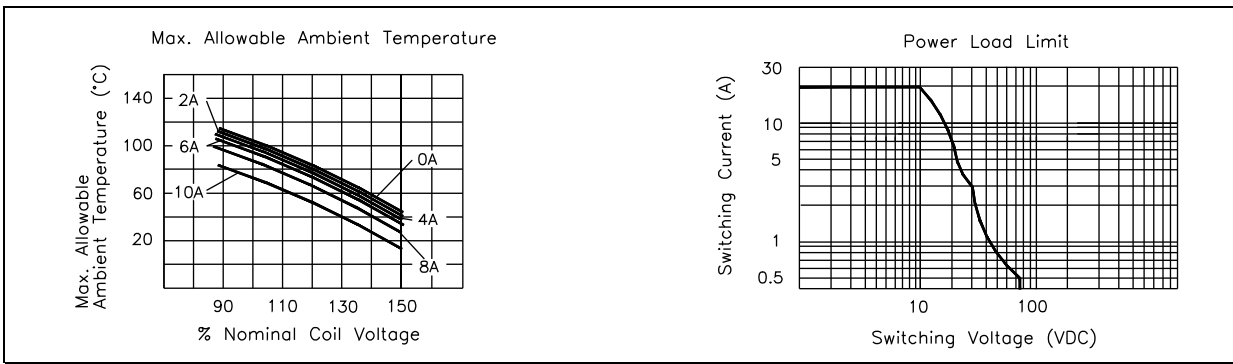 Max. Allowable Ambient Temperature
Max. Allowable
Ambient Temperature (°C)
140
100
60
20
2A
6A
10A
0A
4A
8A
90
110
130
150
% Nominal Coil Voltage
Power Load Limit
Switching Current (A)
30
10
5
1
0.5
10
100
Switching Voltage (VDC)